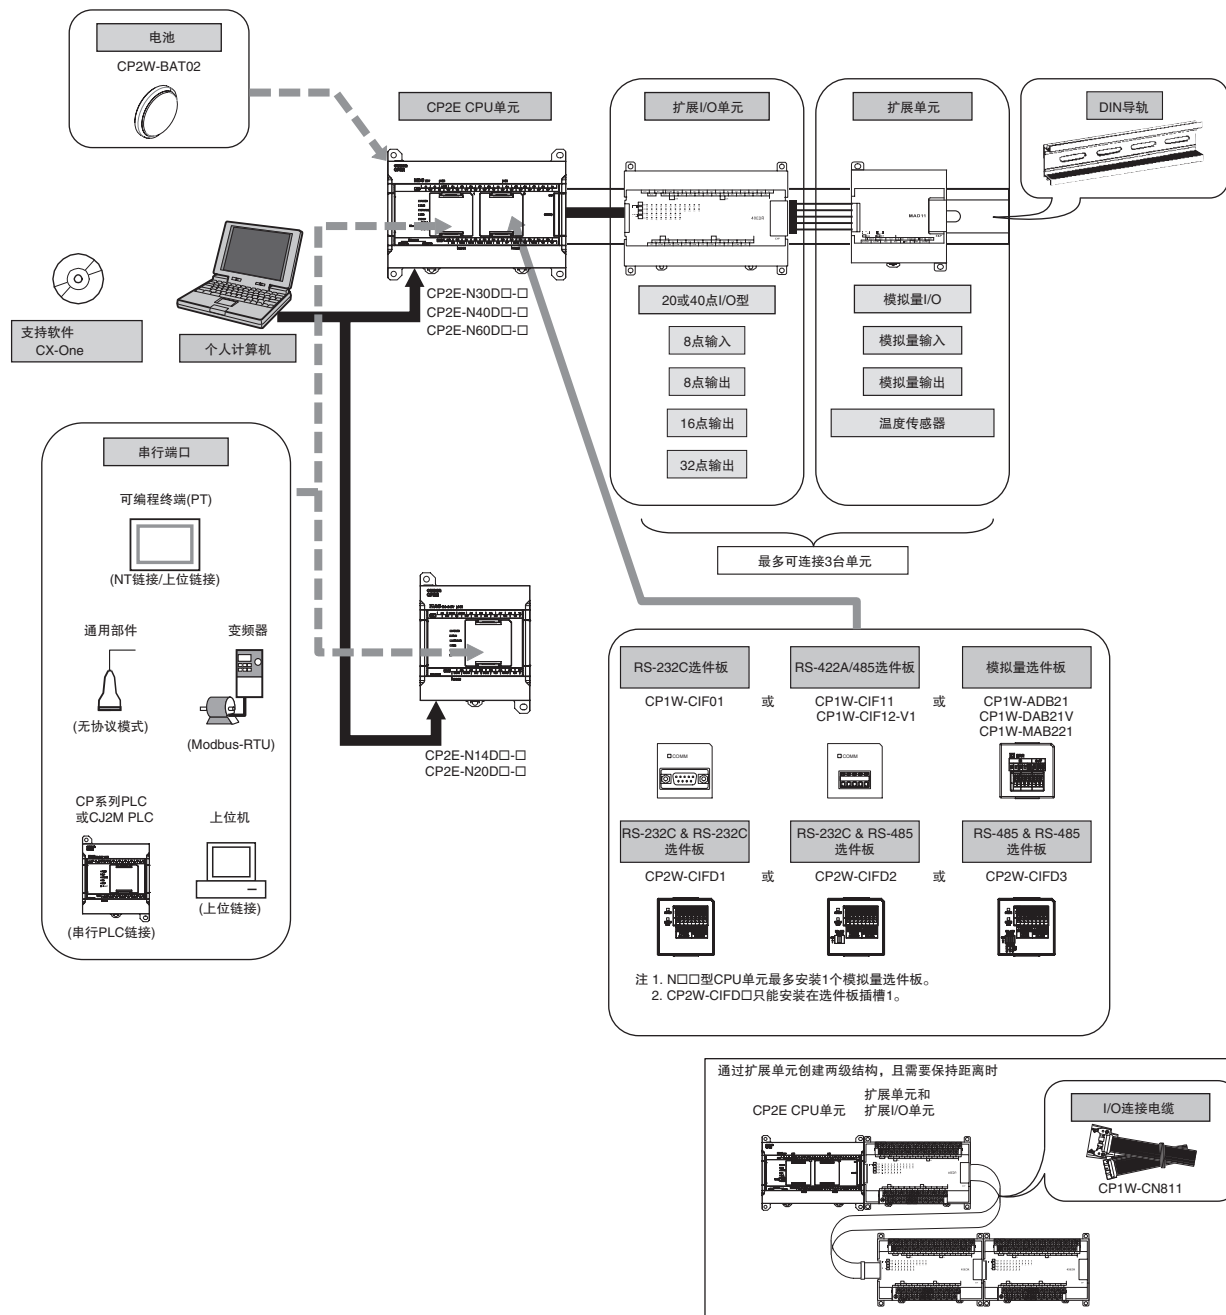 电池
CP2W-BAT02
CP2E CPU单元
扩展I/O单元
扩展单元
DIN导轨
MAD11
支持软件
CX-One
个人计算机
CP2E-N30D□-□
CP2E-N40D□-□
CP2E-N60D□-□
20或40点I/O型
8点输入
8点输出
16点输出
32点输出
模拟量I/O
模拟量输入
模拟量输出
温度传感器
最多可连接3台单元
串行端口
可编程终端(PT)
(NT链接/上位链接)
通用部件
(无协议模式)
变频器
(Modbus-RTU)
CP系列PLC
或CJ2M PLC
(串行PLC链接)
上位机
(上位链接)
CP2E-N14D□-□
CP2E-N20D□-□
RS-232C选件板
CP1W-CIF01
或
RS-422A/485选件板
CP1W-CIF11
CP1W-CIF12-V1
或
模拟量选件板
CP1W-ADB21
CP1W-DAB21V
CP1W-MAB221
COMM
COMM
RS-232C & RS-232C
选件板
CP2W-CIFD1
或
RS-232C & RS-485
选件板
CP2W-CIFD2
或
RS-485 & RS-485
选件板
CP2W-CIFD3
注 1. N□□型CPU单元最多安装1个模拟量选件板。
2. CP2W-CIFD□只能安装在选件板插槽1。
通过扩展单元创建两级结构，且需要保持距离时
CP2E CPU单元
扩展单元和
扩展I/O单元
I/O连接电缆
CP1W-CN811